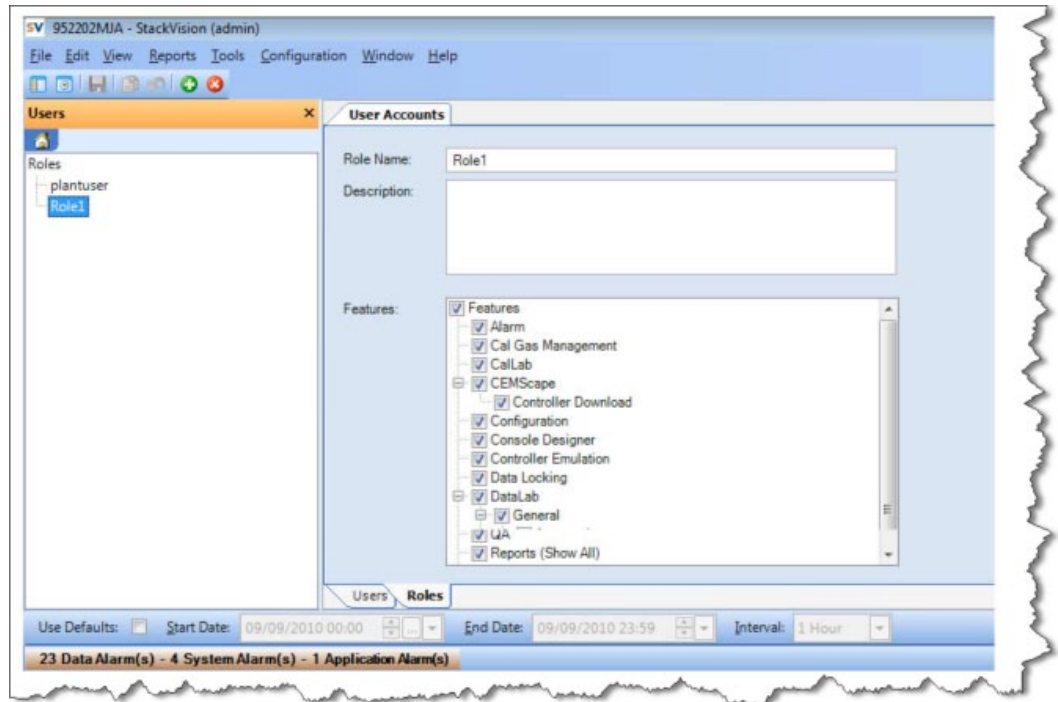 SV 952202MJA - StackVision (admin)
File Edit View Reports Tools Configuration Window Help
Users × User Accounts
Roles
plantuser
Role1
Role Name: Role1
Description:
Features: Features
Alarm
Cal Gas Management
CalLab
CEMScape
Controller Download
Configuration
Console Designer
Controller Emulation
Data Locking
DataLab
General
QA
Reports (Show All)
Users Roles
Use Defaults: Start Date: 09/09/2010 00:00 ... End Date: 09/09/2010 23:59 Interval: 1 Hour
23 Data Alarm(s) - 4 System Alarm(s) - 1 Application Alarm(s)